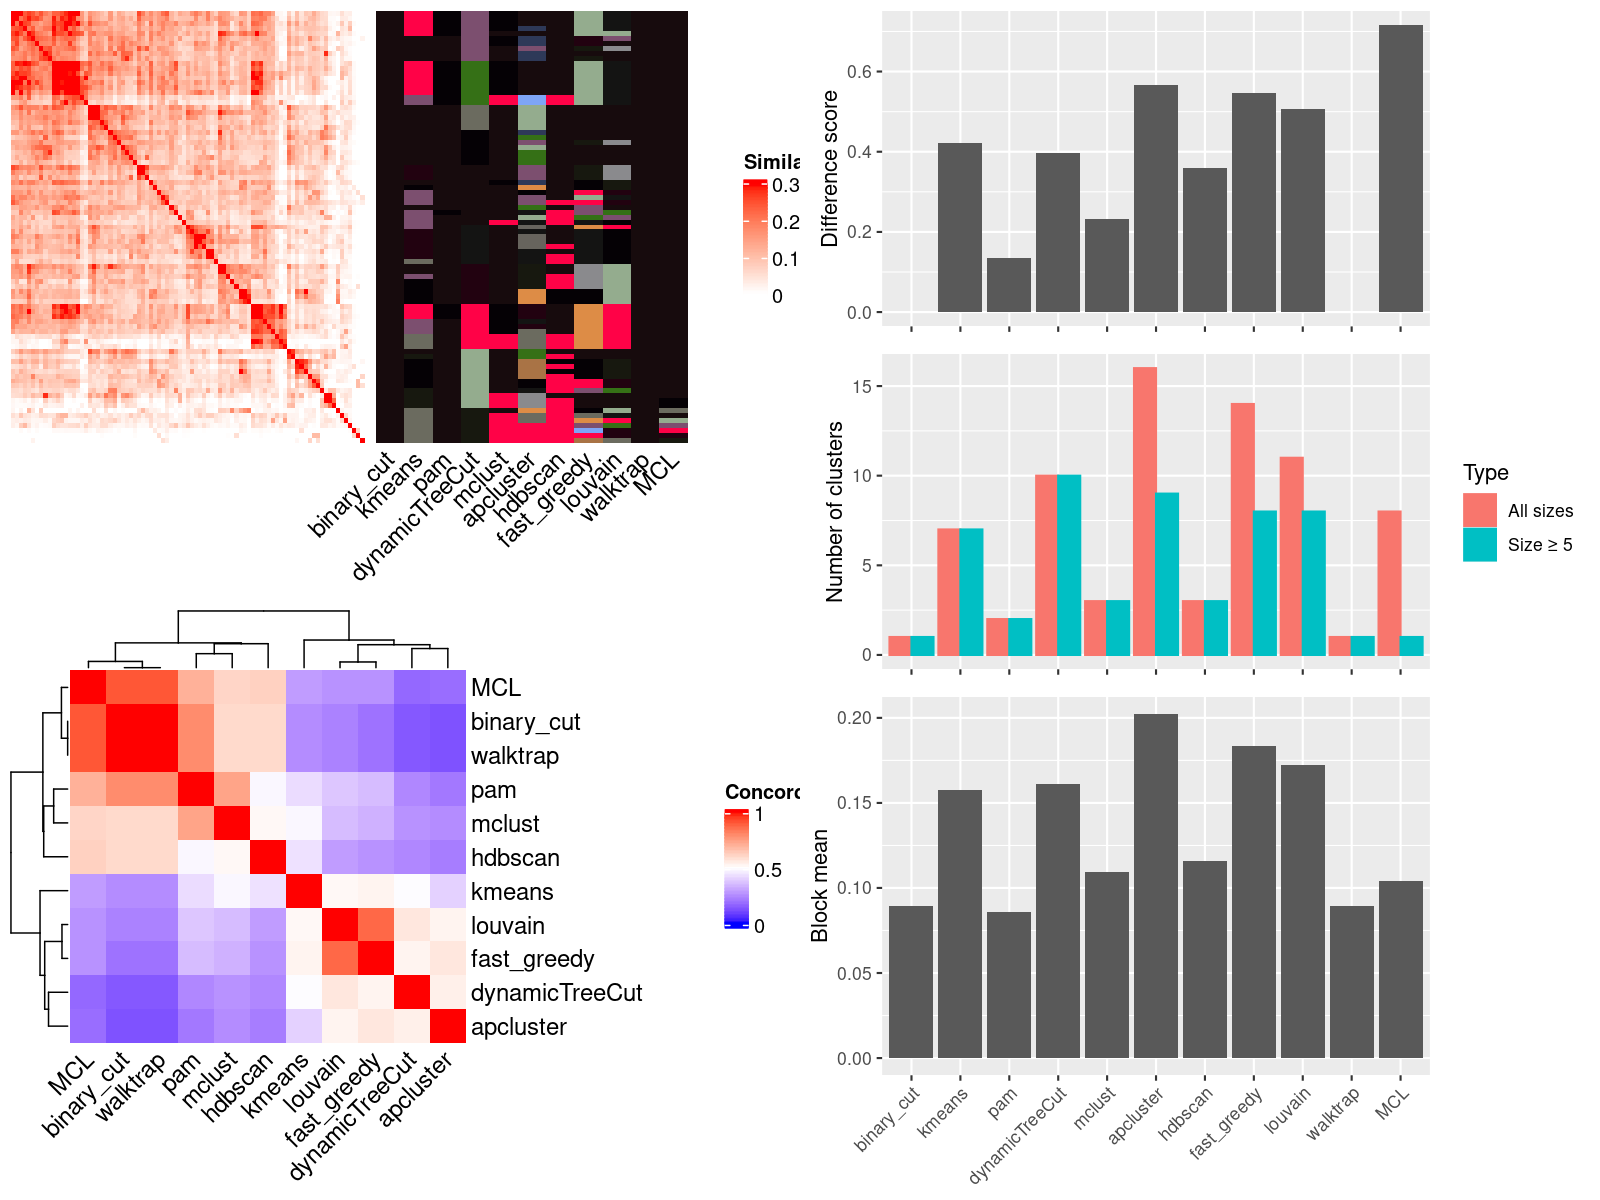 Simila
0.3
0.2
0.1
0
binary_cut
kmeans
pam
dynamicTreeCut
mclust
apcluster
hdbscan
fast_greedy
louvain
walktrap
MCL
MCL
binary_cut
walktrap
pam
mclust
hdbscan
kmeans
louvain
fast_greedy
dynamicTreeCut
apcluster
MCL
binary_cut
walktrap
pam
mclust
hdbscan
kmeans
louvain
fast_greedy
dynamicTreeCut
apcluster
Concord
1
0.5
0
Difference score
0.6
0.4
0.2
0.0
Number of clusters
15
10
5
0
Type
All sizes
Size ≥ 5
Block mean
0.20
0.15
0.10
0.05
0.00
binary_cut
kmeans
pam
dynamicTreeCut
mclust
apcluster
hdbscan
fast_greedy
louvain
walktrap
MCL